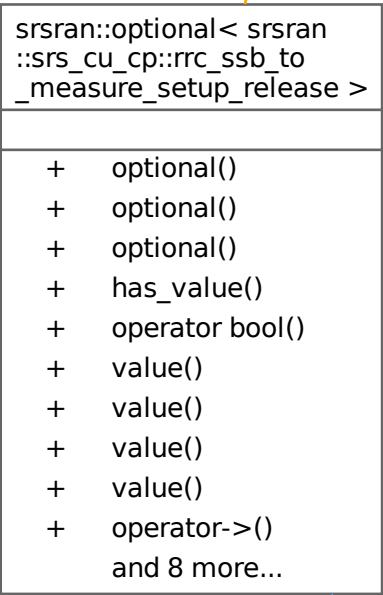 srsran::optional< srsran
::srs_cu_cp::rrc_ssb_to
_measure_setup_release >
+ optional()
+ optional()
+ optional()
+ has_value()
+ operator bool()
+ value()
+ value()
+ value()
+ value()
+ operator->()
and 8 more...